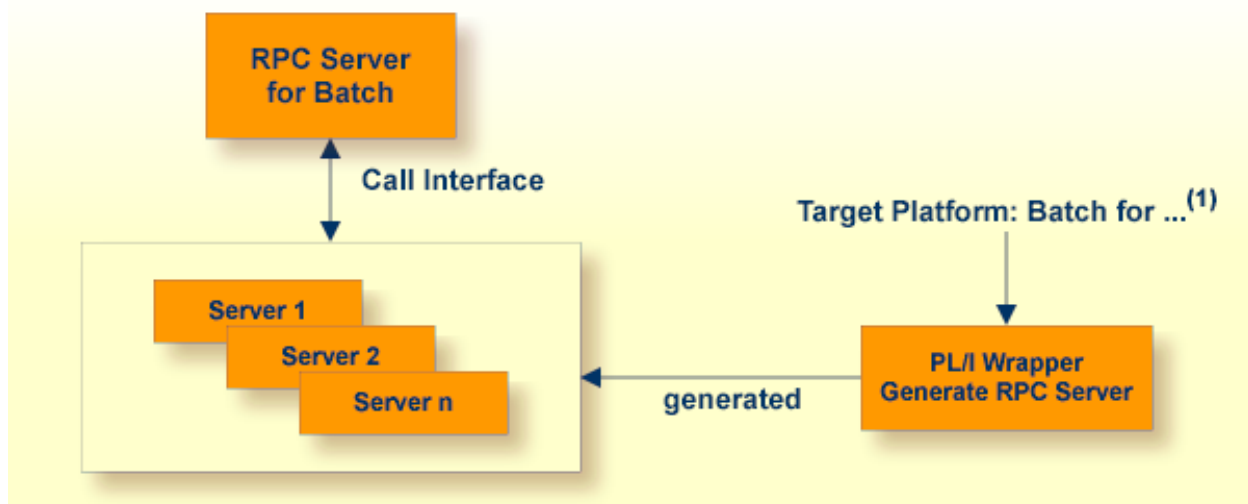 RPC Server
for Batch
Call Interface
Target Platform: Batch for ...(1)
Server 1
Server 2
Server n
generated
PL/I Wrapper
Generate RPC Server